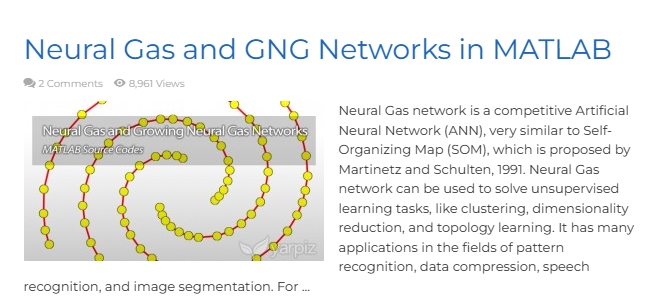 Neural Gas and GNG Networks in MATLAB
2 Comments 8,961 Views
Neural Gas and Growing Neural Gas Networks
MATLAB Source Codes
yarpiz
Neural Gas network is a competitive Artificial
Neural Network (ANN), very similar to Self-
Organizing Map (SOM), which is proposed by
Martinetz and Schulten, 1991. Neural Gas
network can be used to solve unsupervised
learning tasks, like clustering, dimensionality
reduction, and topology learning. It has many
applications in the fields of pattern
recognition, data compression, speech
recognition, and image segmentation. For ...